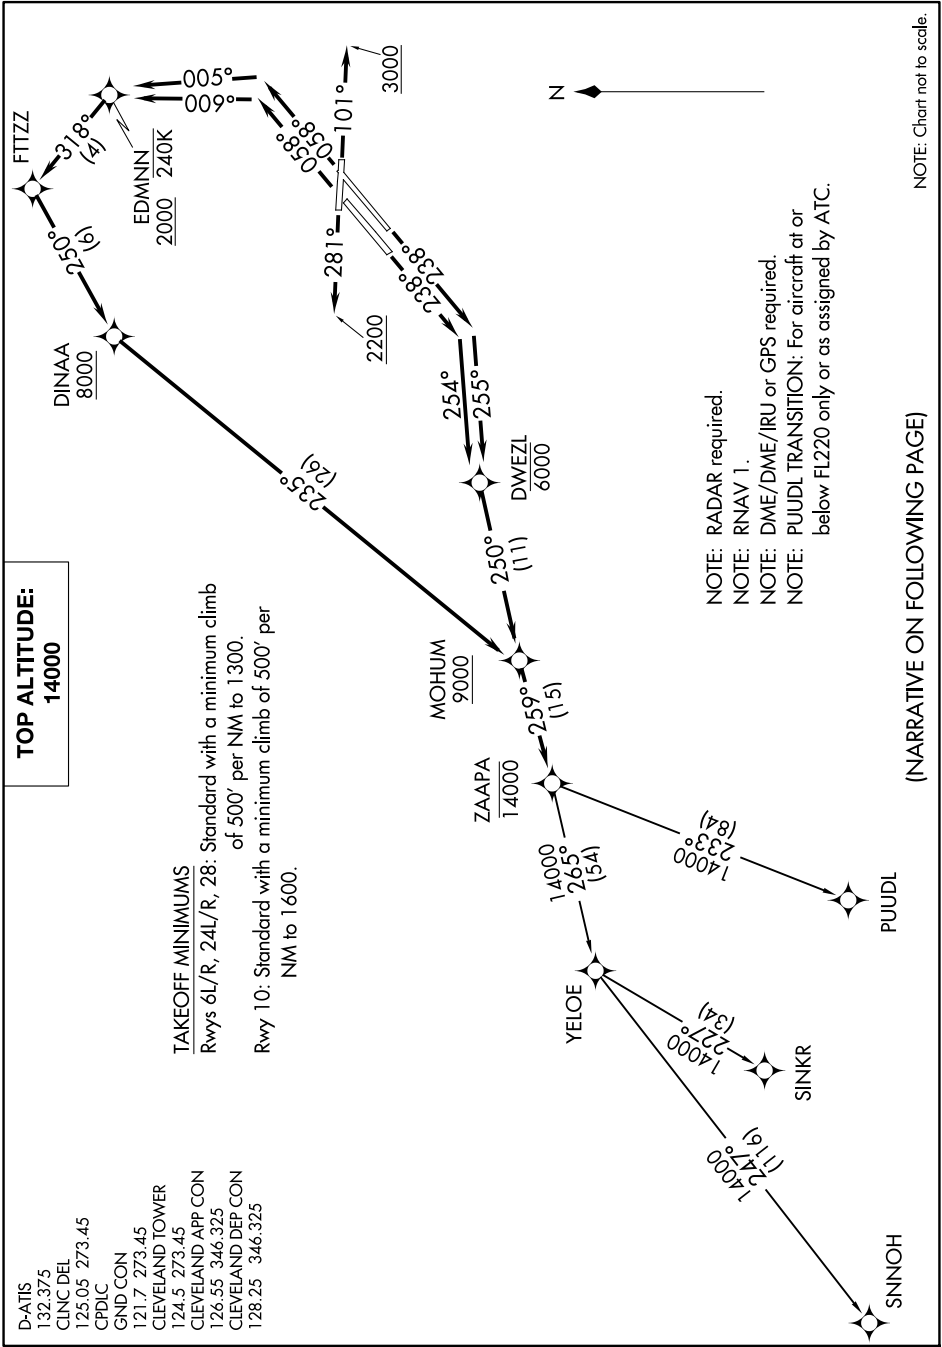 D-ATIS
132.375
CLNC DEL
125.05 273.45
CPDLC
GND CON
121.7 273.45
CLEVELAND TOWER
124.5 273.45
CLEVELAND APP CON
126.55 346.325
CLEVELAND DEP CON
128.25 346.325
TOP ALTITUDE:
14000
TAKEOFF MINIMUMS
Rwys 6L/R, 24L/R, 28: Standard with a minimum climb
of 500' per NM to 1300.
Rwy 10: Standard with a minimum climb of 500' per
NM to 1600.
FTTZZ
318°
(4)
EDMNN
2000 240K
250°
(6)
DINAA
8000
235°
(26)
005°
009°
058°
058°
101°
3000
281°
2200
238°
238°
254°
255°
DWEZL
6000
250°
(11)
MOHUM
9000
259°
(15)
ZAAPA
14000
14000
265°
(54)
YELOE
14000
233°
(84)
PUUDL
14000
227°
(34)
SINKR
14000
247°
(116)
SNNOH
N
NOTE: RADAR required.
NOTE: RNAV 1.
NOTE: DME/DME/IRU or GPS required.
NOTE: PUUDL TRANSITION: For aircraft at or
below FL220 only or as assigned by ATC.
(NARRATIVE ON FOLLOWING PAGE)
NOTE: Chart not to scale.